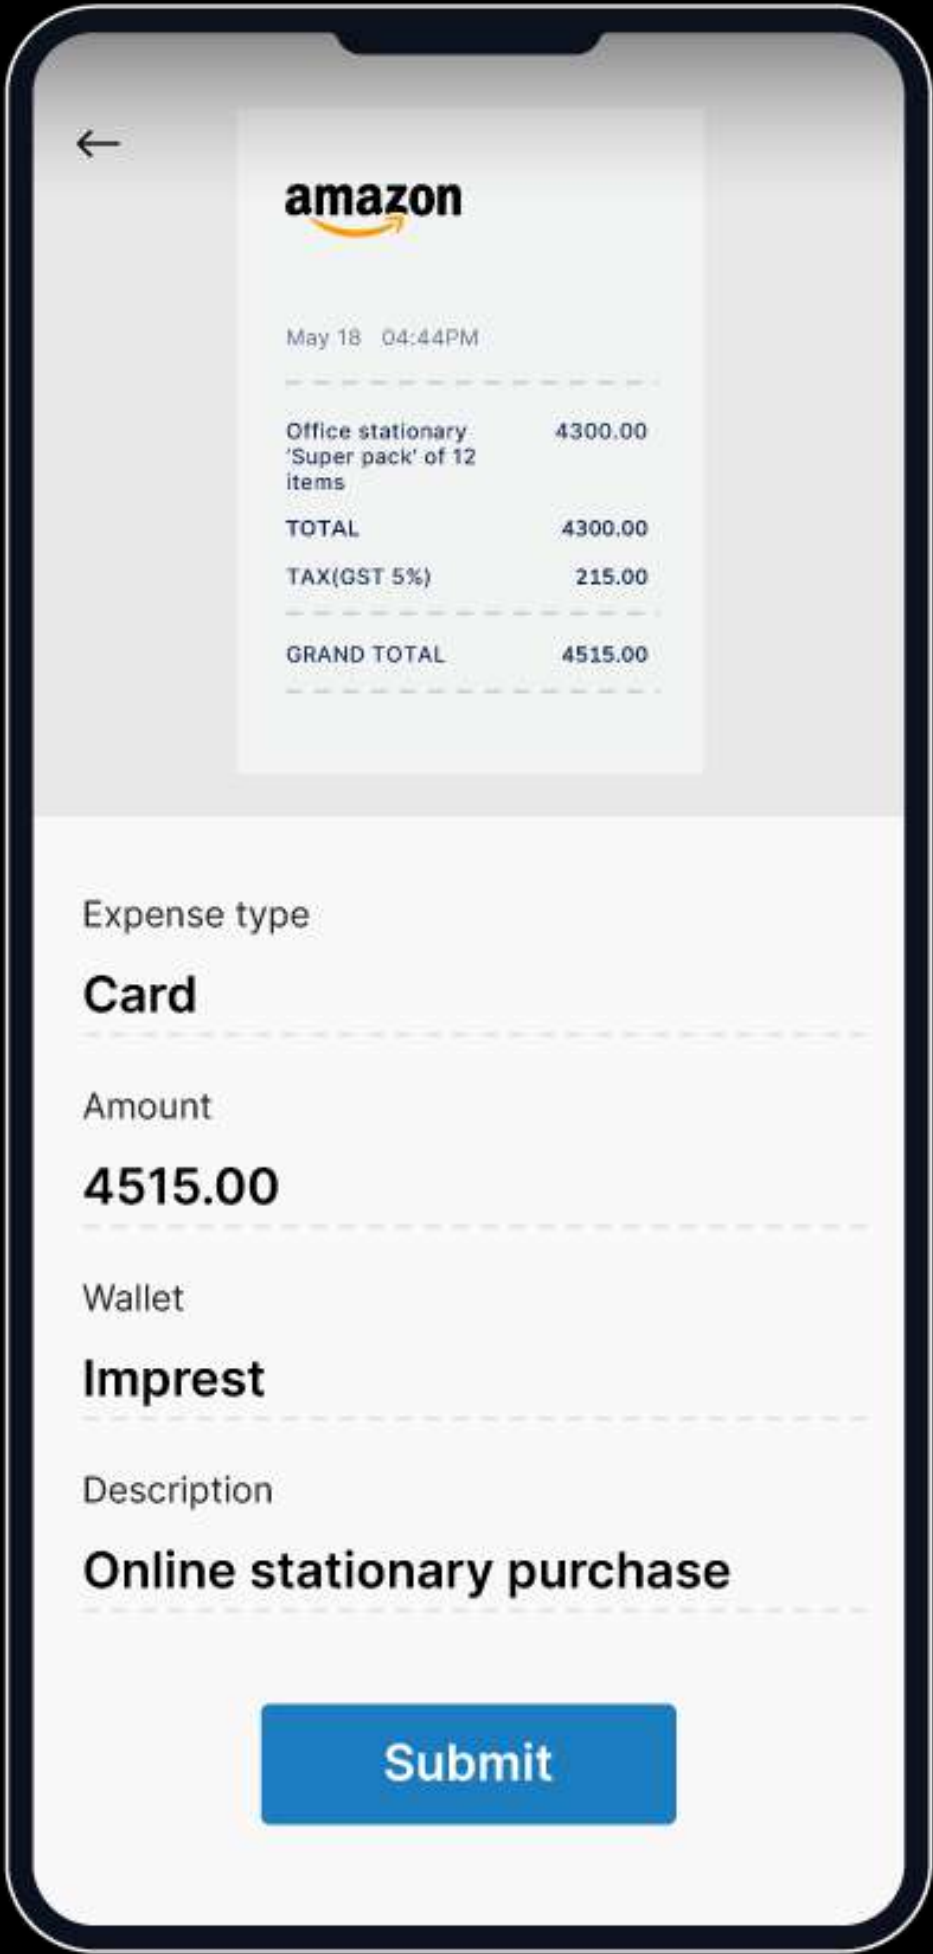 amazon
May 18 04:44PM
Office stationary 4300.00
'Super pack' of 12
items
TOTAL 4300.00
TAX(GST 5%) 215.00
GRAND TOTAL 4515.00
Expense type
Card
Amount
4515.00
Wallet
Imprest
Description
Online stationary purchase
Submit